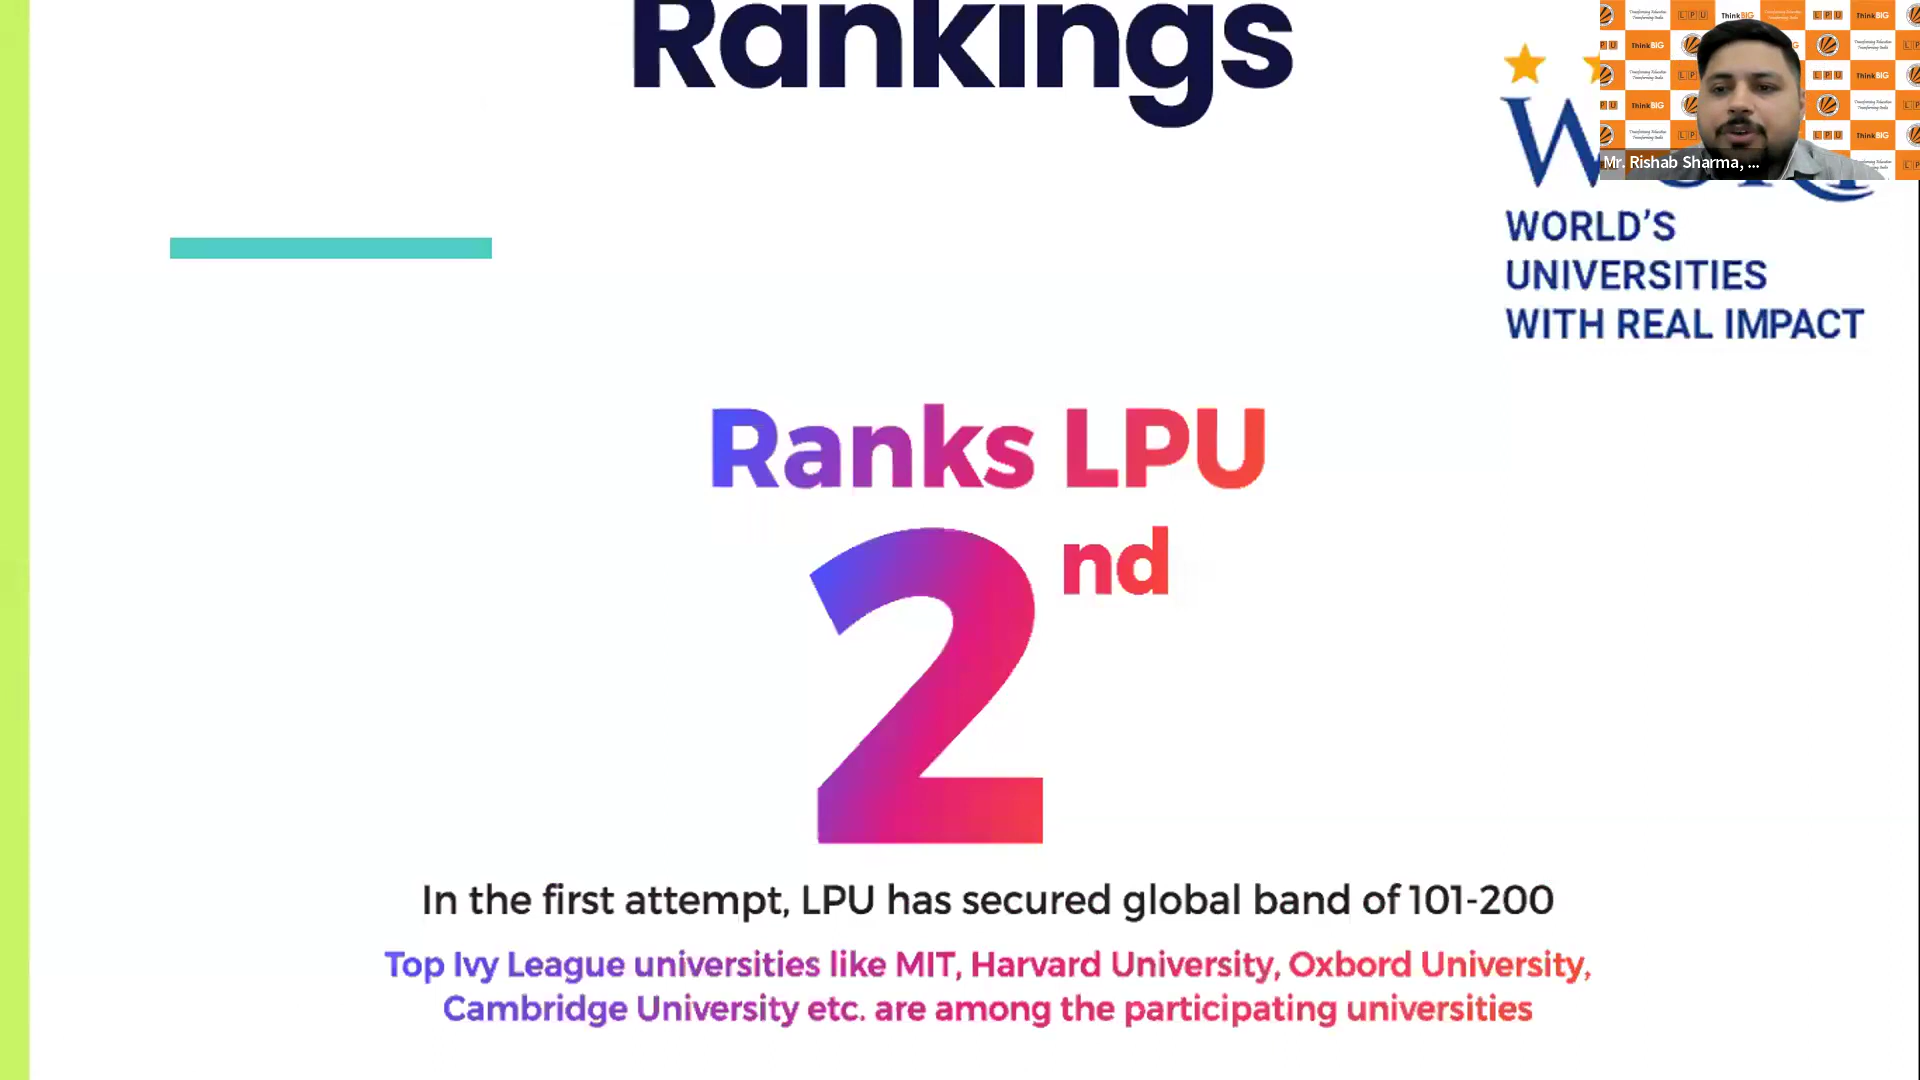 Rankings
WORLD'S
UNIVERSITIES
WITH REAL IMPACT
Mr. Rishab Sharma, ...
Ranks LPU
2nd
In the first attempt, LPU has secured global band of 101-200
Top Ivy League universities like MIT, Harvard University, Oxbord University,
Cambridge University etc. are among the participating universities